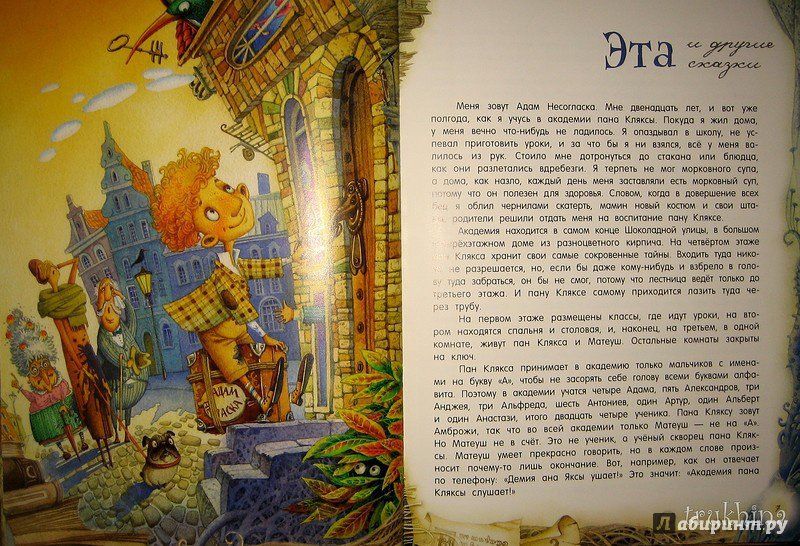 Эта и другие
сказки
Меня зовут Адам Несогласка. Мне двенадцать лет, и вот уже
полгода, как я учусь в академии пана Кляксы. Покуда я жил дома,
у меня вечно что-нибудь не ладилось. Я опаздывал в школу, не ус-
певал приготовить уроки, и за что бы я ни взялся, всё у меня ва-
лилось из рук. Стоило мне дотронуться до стакана или блюдца,
как они разлетались вдребезги. Я терпеть не мог морковного супа,
а дома, как назло, каждый день меня заставляли есть морковный суп,
потому что он полезен для здоровья. Словом, когда в довершение всех
бед я облил чернилами скатерть, мамин новый костюм и свои шта-
родители решили отдать меня на воспитание пану Кляксе.
Академия находится в самом конце Шоколадной улицы, в большом
рёхэтажном доме из разноцветного кирпича. На четвёртом этаже
Клякса хранит свои самые сокровенные тайны. Входить туда нико-
не разрешается, но, если бы даже кому-нибудь и взбрело в голо-
ву туда забраться, он бы не смог, потому что лестница ведёт только до
третьего этажа. И пану Кляксе самому приходится лазить туда че-
рез трубу.
На первом этаже размещены классы, где идут уроки, на вто-
ром находятся спальня и столовая, и, наконец, на третьем, в одной
комнате, живут пан Клякса и Матеуш. Остальные комнаты закрыты
на ключ.
Пан Клякса принимает в академию только мальчиков с имена-
ми на букву «А», чтобы не засорять себе голову всеми буквами алфа-
вита. Поэтому в академии учатся четыре Адама, пять Александров, три
Анджея, три Альфреда, шесть Антониев, один Артур, один Альберт
и один Анастази, итого двадцать четыре ученика. Пана Кляксу зовут
Амброжи, так что во всей академии только Матеуш — не на «А».
Но Матеуш не в счёт. Это не ученик, а учёный скворец пана Кляк-
сы. Матеуш умеет прекрасно говорить, но в каждом слове произ-
носит почему-то лишь окончание. Вот, например, как он отвечает
по телефону: «Демия ана Яксы ушает!» Это значит: «Академия пана
Кляксы слушает!»
АДАМ
trukhina
Лабиринт.ру